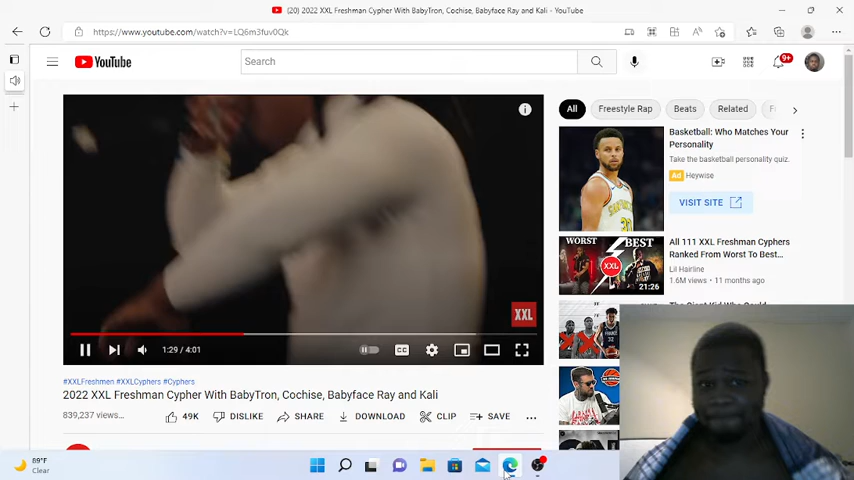 (20) 2022 XXL Freshman Cypher With BabyTron, Cochise, Babyface Ray and Kali - YouTube
https://www.youtube.com/watch?v=LQ6m3fuv0Qk
YouTube
Search
9+
All
Freestyle Rap
Beats
Related
Basketball: Who Matches Your
Personality
Take the basketball personality quiz.
Ad Heywise
VISIT SITE
WORST
BEST
XXL
21:26
All 111 XXL Freshman Cyphers
Ranked From Worst To Best...
Lil Hairline
1.6M views • 11 months ago
XXL
1:29 / 4:01
CC
#XXLFreshmen #XXLCyphers #Cyphers
2022 XXL Freshman Cypher With BabyTron, Cochise, Babyface Ray and Kali
839,237 views...
49K
DISLIKE
SHARE
DOWNLOAD
CLIP
SAVE
89°F
Clear